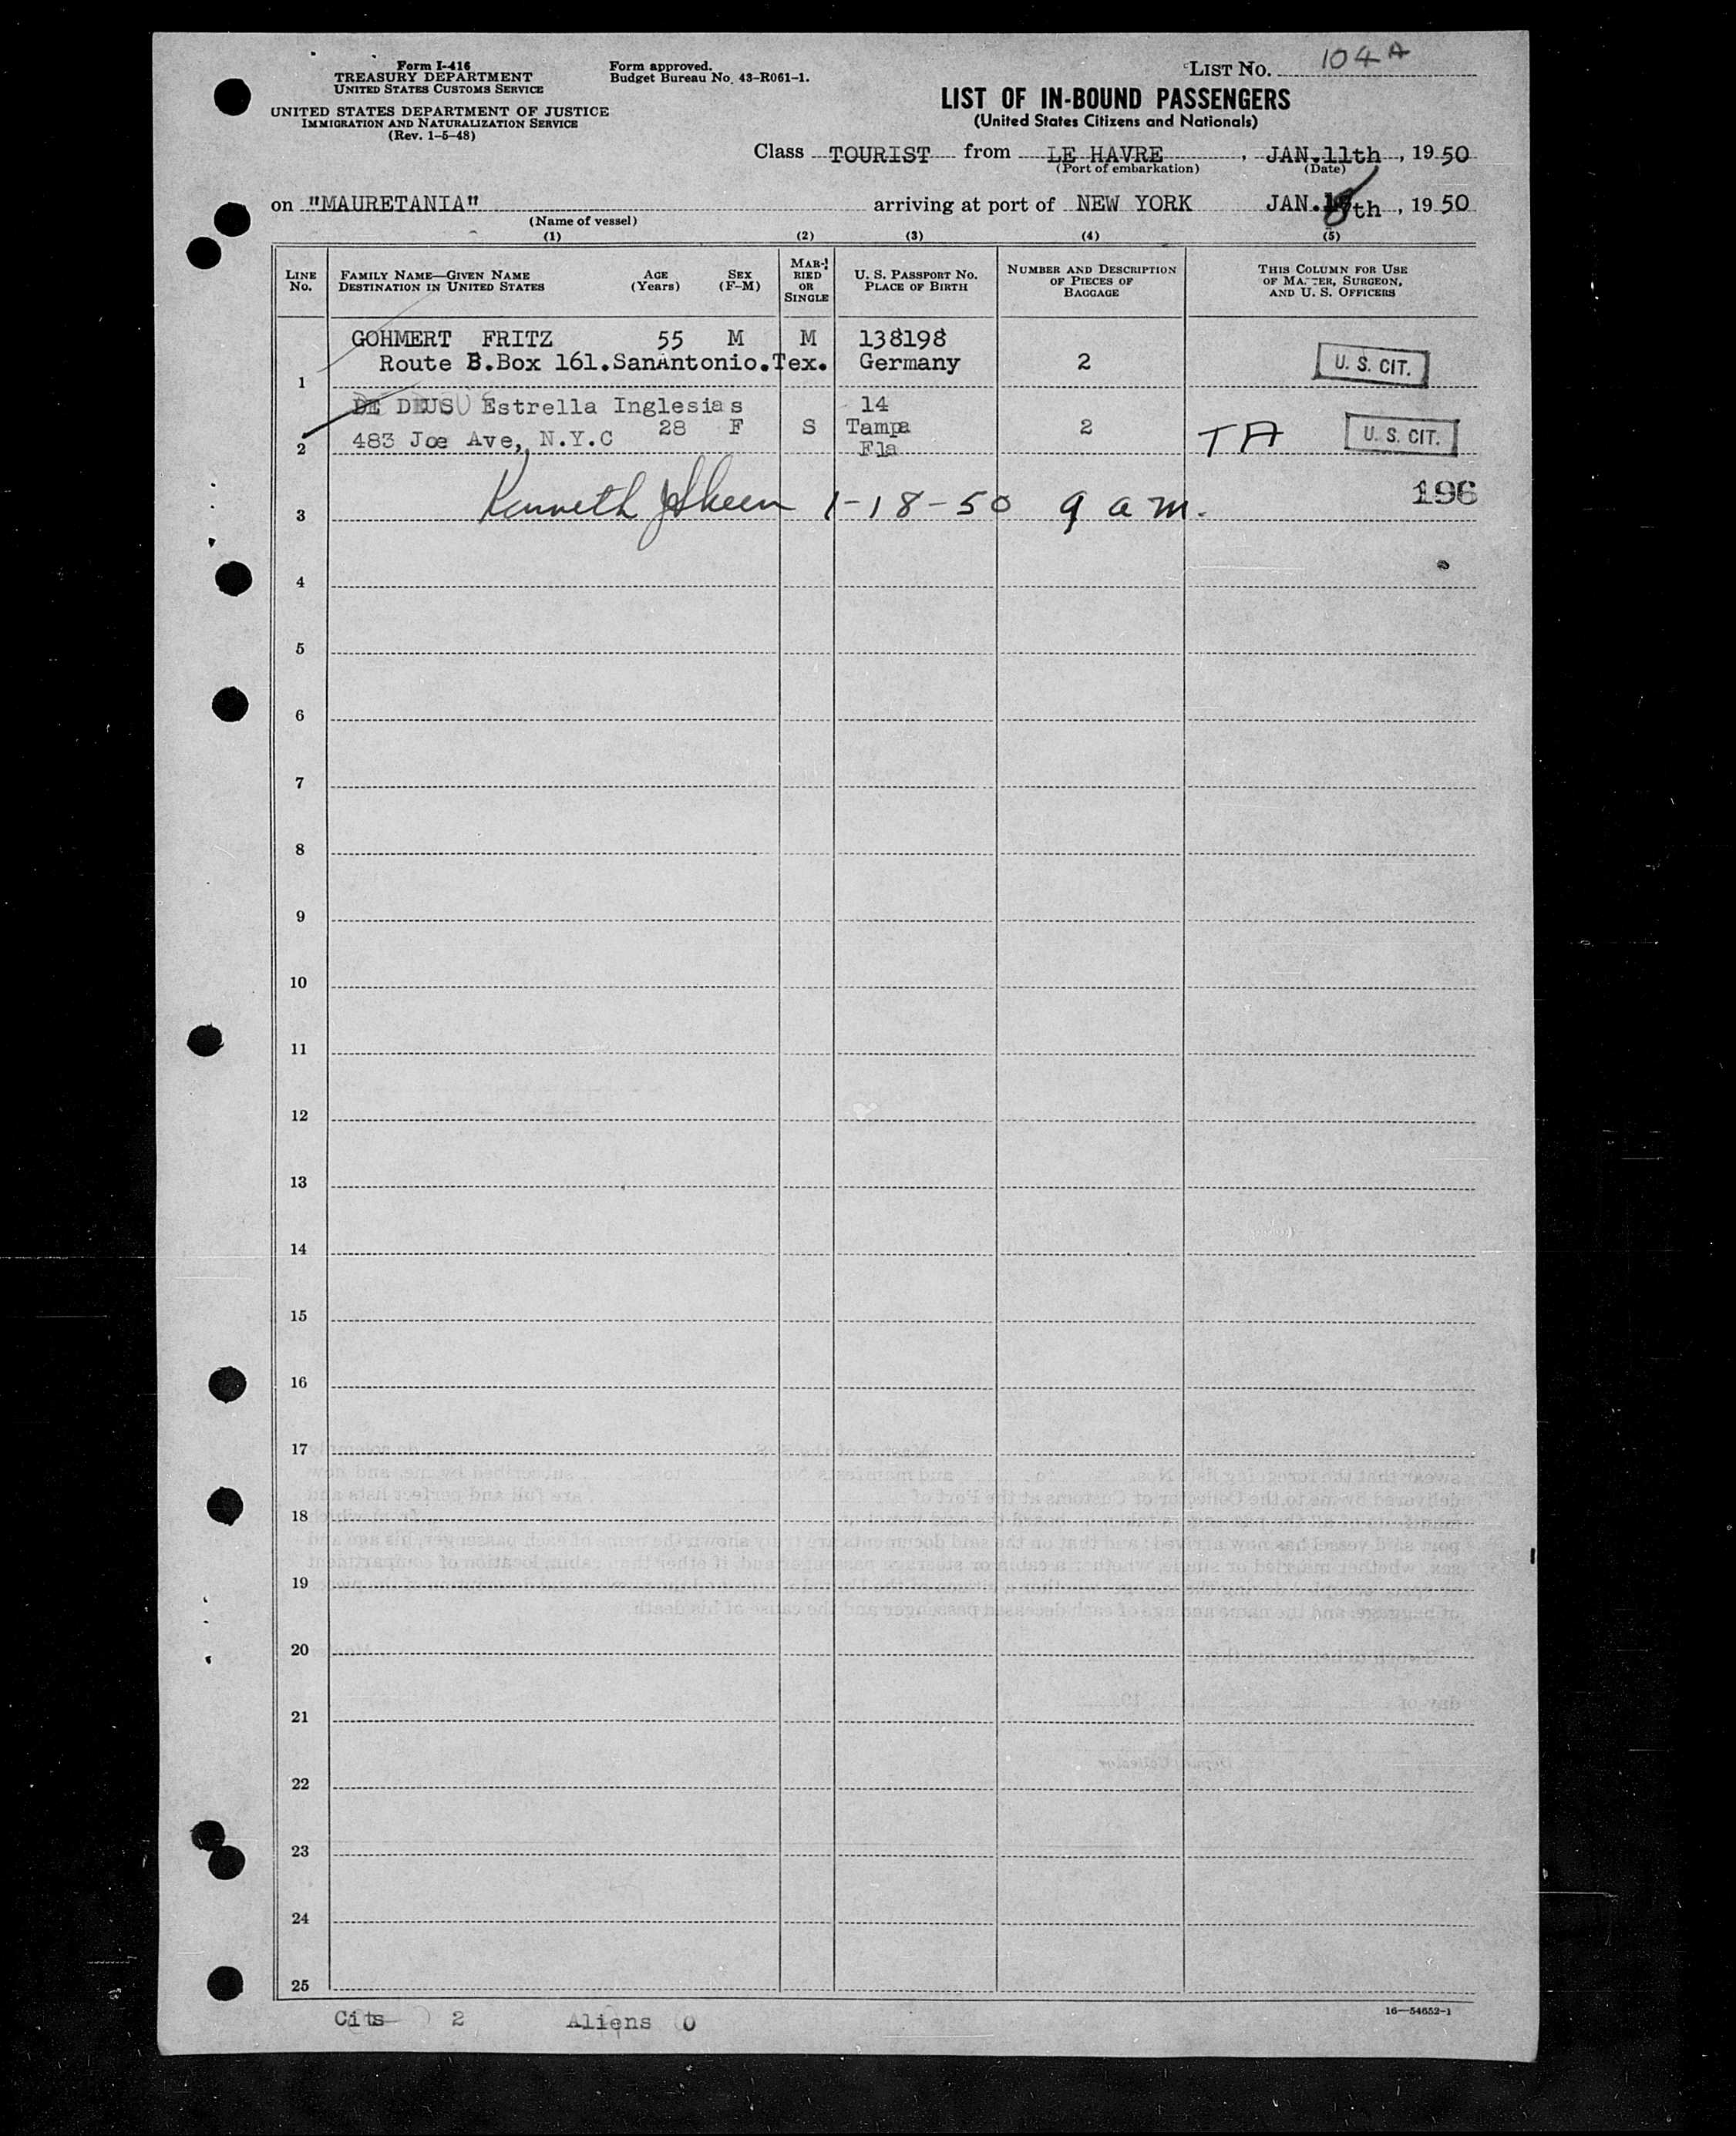 Form I-416
TREASURY DEPARTMENT
UNITED STATES CUSTOMS SERVICE
UNITED STATES DEPARTMENT OF JUSTICE
IMMIGRATION AND NATURALIZATION SERVICE
(Rev. 1-5-48)
Form approved.
Budget Bureau No. 43-R061-1.
LIST NO. 104 A
LIST OF IN-BOUND PASSENGERS
(United States Citizens and Nationals)
Class TOURIST from LE HAVRE, JAN.11th, 1950
(Port of embarkation) (Date)
on "MAURETANIA" arriving at port of NEW YORK JAN.18th, 1950
(Name of vessel)
(1) (2) (3) (4) (5)
LINE No.
FAMILY NAME—GIVEN NAME
DESTINATION IN UNITED STATES
AGE (Years)
SEX (F-M)
MARRIED OR SINGLE
U. S. PASSPORT NO.
PLACE OF BIRTH
NUMBER AND DESCRIPTION OF PIECES OF BAGGAGE
THIS COLUMN FOR USE OF MASTER, SURGEON, AND U. S. OFFICERS
GOHMERT FRITZ 55 M M 138198
1 Route B.Box 161.SanAntonio.Tex. Germany 2 U. S. CIT.
DE DEUS Estrella Inglesias 14
28 F S Tampa 2 TA U. S. CIT.
2 483 Joe Ave, N.Y.C Fla
3 Kenneth 1-18-50 9 am. 196
4
5
6
7
8
9
10
11
12
13
14
15
16
17
18
19
20
21
22
23
24
25
Cits 2 Aliens 0
16—54652-1